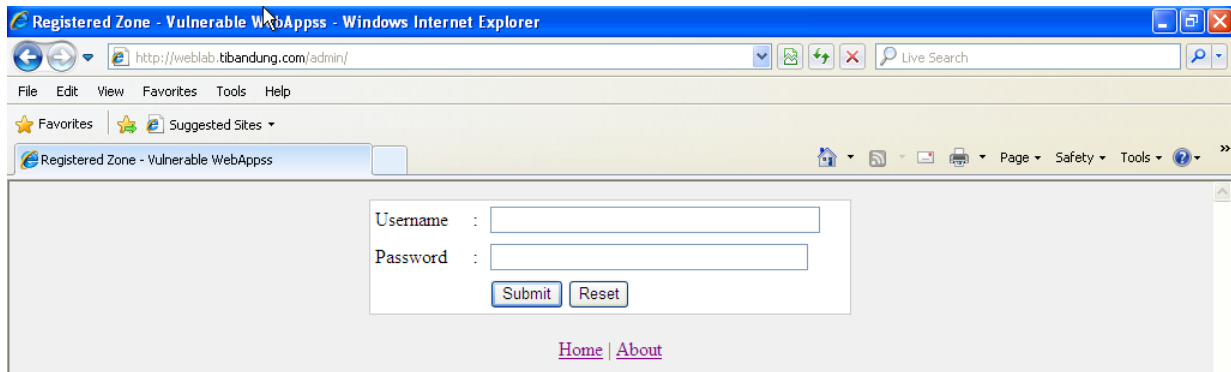 Registered Zone - Vulnerable WebAppss - Windows Internet Explorer
http://weblab.tibandung.com/admin/
Live Search
File Edit View Favorites Tools Help
Favorites Suggested Sites
Registered Zone - Vulnerable WebAppss
Page Safety Tools »
Username :
Password :
Submit Reset
Home | About